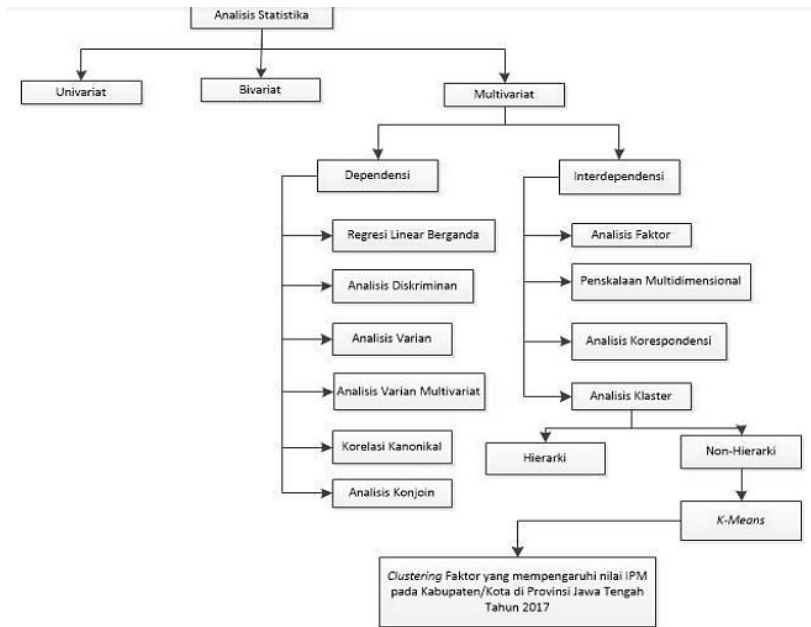 Analisis Statistika
Univariat
Bivariat
Multivariat
Dependensi
Interdependensi
Regresi Linear Berganda
Analisis Diskriminan
Analisis Varian
Analisis Varian Multivariat
Korelasi Kanonikal
Analisis Konjoin
Analisis Faktor
Penskalaan Multidimensional
Analisis Korespondensi
Analisis Klaster
Hierarki
Non-Hierarki
K-Means
Clustering Faktor yang mempengaruhi nilai IPM
pada Kabupaten/Kota di Provinsi Jawa Tengah
Tahun 2017